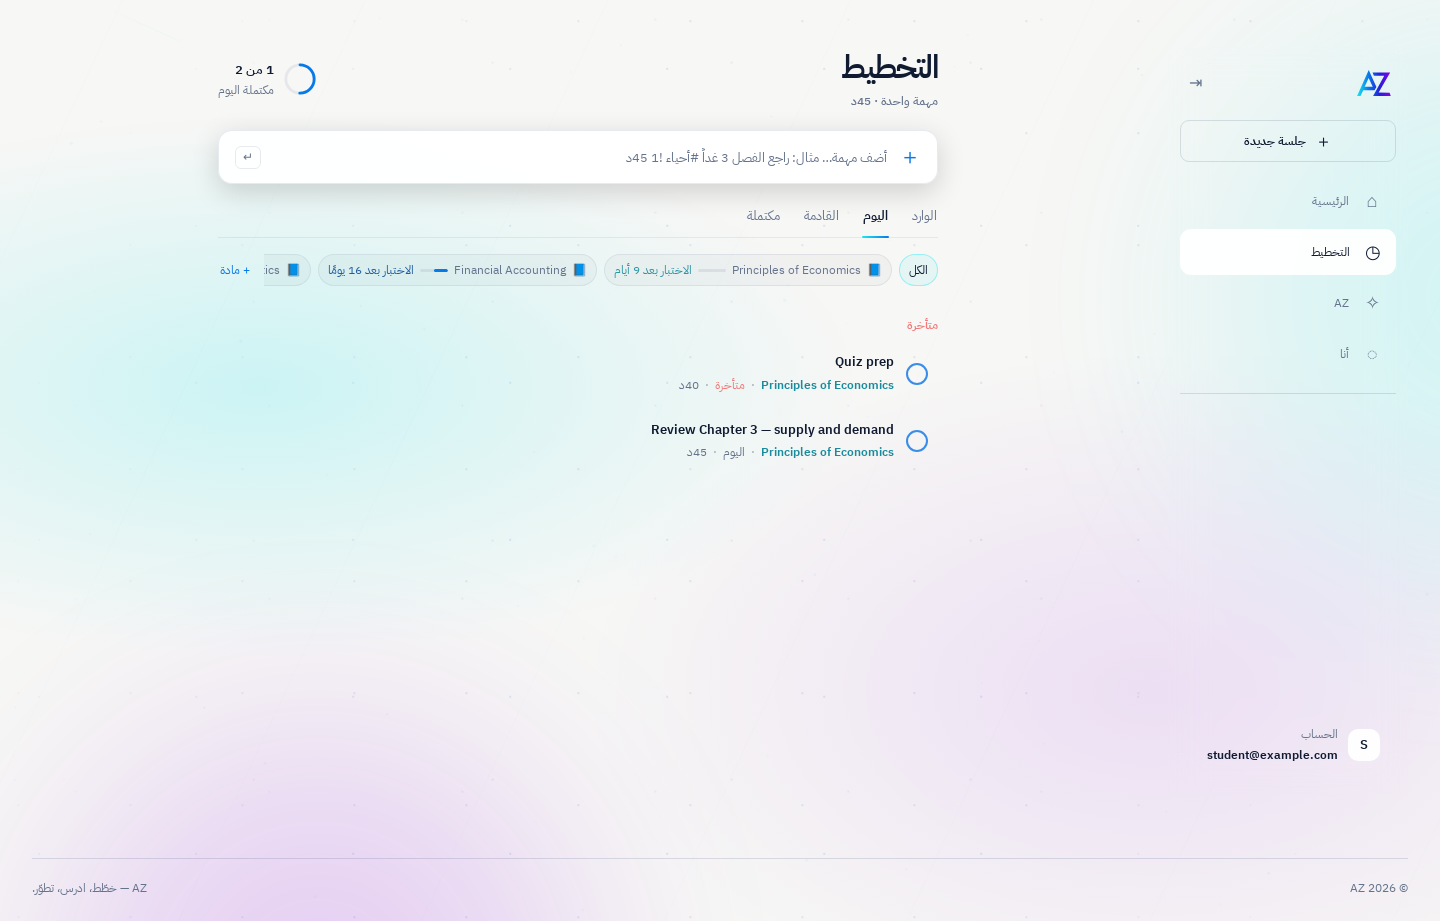 AZ
+ جلسة جديدة
الرئيسية
التخطيط
AZ
أنا
الحساب
S
student@example.com
التخطيط
مهمة واحدة · 45د
1 من 2
مكتملة اليوم
+ أضف مهمة... مثال: راجع الفصل 3 غداً #أحياء !1 45د
الوارد اليوم القادمة مكتملة
الكل Principles of Economics الاختبار بعد 9 أيام Financial Accounting الاختبار بعد 16 يومًا tics + مادة
متأخرة
Quiz prep
Principles of Economics · متأخرة · 40د
Review Chapter 3 — supply and demand
Principles of Economics · اليوم · 45د
© 2026 AZ
AZ — خطّط، ادرس، تطوّر.